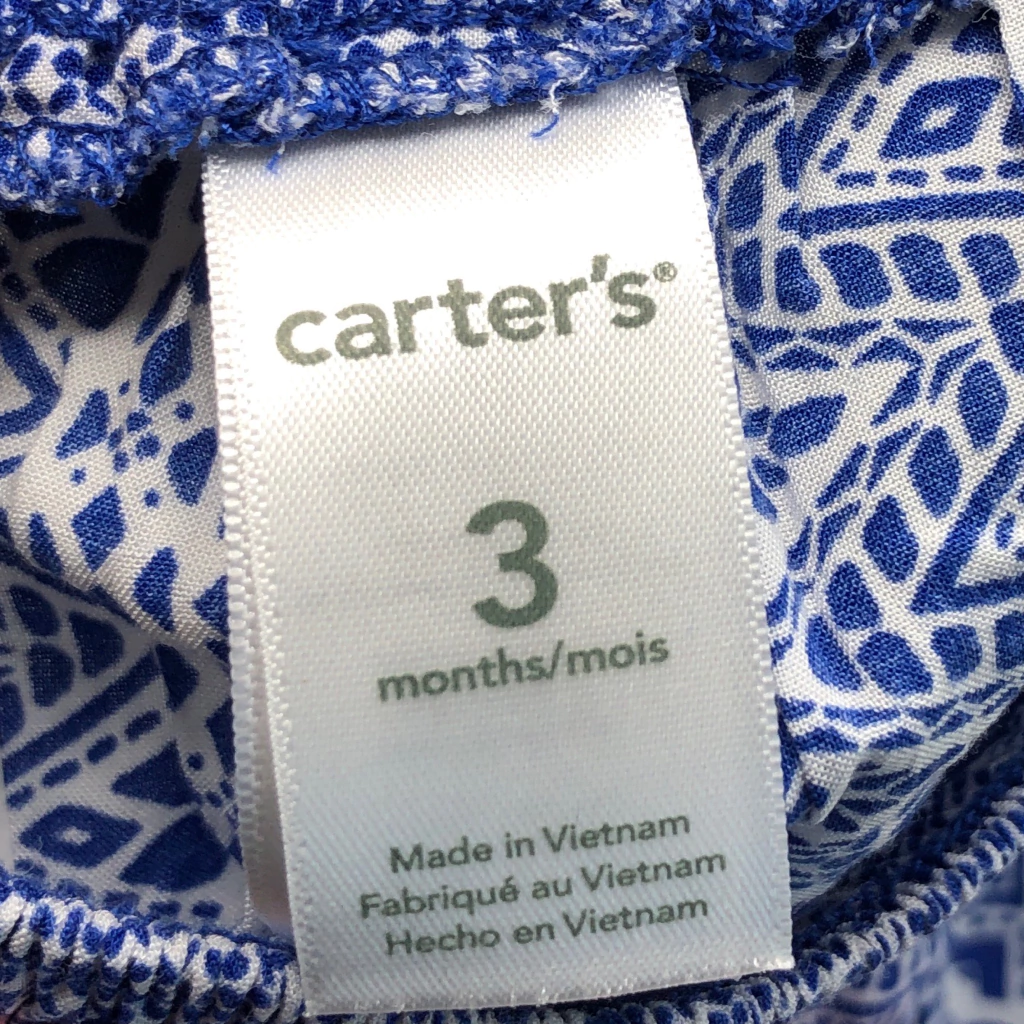 carter's®
3
months/mois
Made in Vietnam
Fabriqué au Vietnam
Hecho en Vietnam